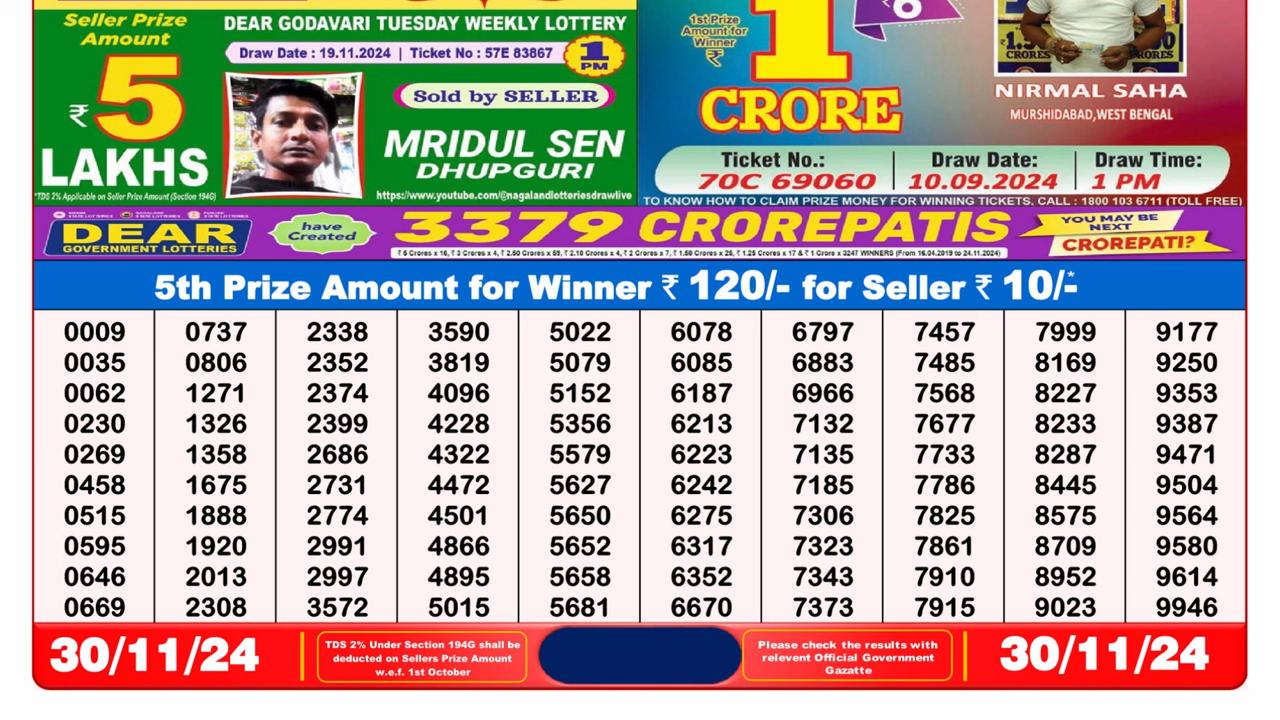 Seller Prize
Amount
₹ 5
LAKHS
*TDS 2% Applicable on Seller Prize Amount (Section 194G)
DEAR GODAVARI TUESDAY WEEKLY LOTTERY
Draw Date : 19.11.2024 | Ticket No : 57E 83867
1
PM
Sold by SELLER
MRIDUL SEN
DHUPGURI
https://www.youtube.com/@nagalandlotteriesdrawlive
1st Prize
Amount for
Winner
₹
1
CRORE
NIRMAL SAHA
MURSHIDABAD,WEST BENGAL
Ticket No.: Draw Date: Draw Time:
70C 69060 10.09.2024 1 PM
TO KNOW HOW TO CLAIM PRIZE MONEY FOR WINNING TICKETS, CALL : 1800 103 6711 (TOLL FREE)
DEAR
GOVERNMENT LOTTERIES
have
Created
3379 CROREPATIS
YOU MAY BE
NEXT
CROREPATI?
5th Prize Amount for Winner ₹ 120/- for Seller ₹ 10/-*
0009 0737 2338 3590 5022 6078 6797 7457 7999 9177
0035 0806 2352 3819 5079 6085 6883 7485 8169 9250
0062 1271 2374 4096 5152 6187 6966 7568 8227 9353
0230 1326 2399 4228 5356 6213 7132 7677 8233 9387
0269 1358 2686 4322 5579 6223 7135 7733 8287 9471
0458 1675 2731 4472 5627 6242 7185 7786 8445 9504
0515 1888 2774 4501 5650 6275 7306 7825 8575 9564
0595 1920 2991 4866 5652 6317 7323 7861 8709 9580
0646 2013 2997 4895 5658 6352 7343 7910 8952 9614
0669 2308 3572 5015 5681 6670 7373 7915 9023 9946
30/11/24
TDS 2% Under Section 194G shall be
deducted on Sellers Prize Amount
w.e.f. 1st October
Please check the results with
relevent Official Government
Gazatte
30/11/24